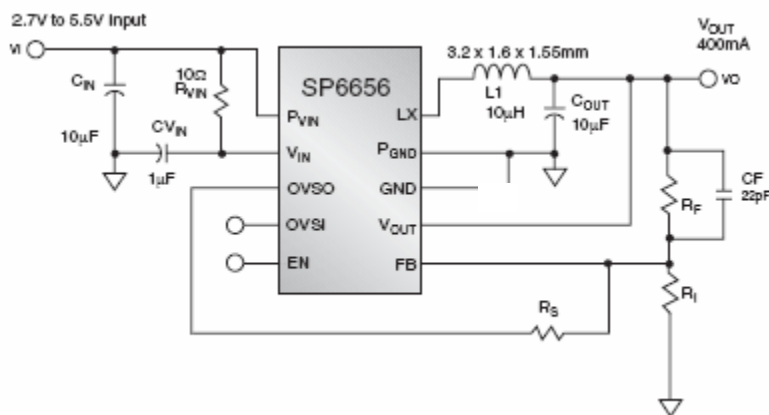 2.7V to 5.5V Input
VI
CIN
10µF
10Ω
RVIN
CVIN
1µF
SP6656
PVIN
VIN
OVSO
OVSI
EN
LX
PGND
GND
VOUT
FB
3.2 x 1.6 x 1.55mm
L1
10µH
COUT
10µF
VOUT
400mA
VO
RF
CF
22pF
RI
RS